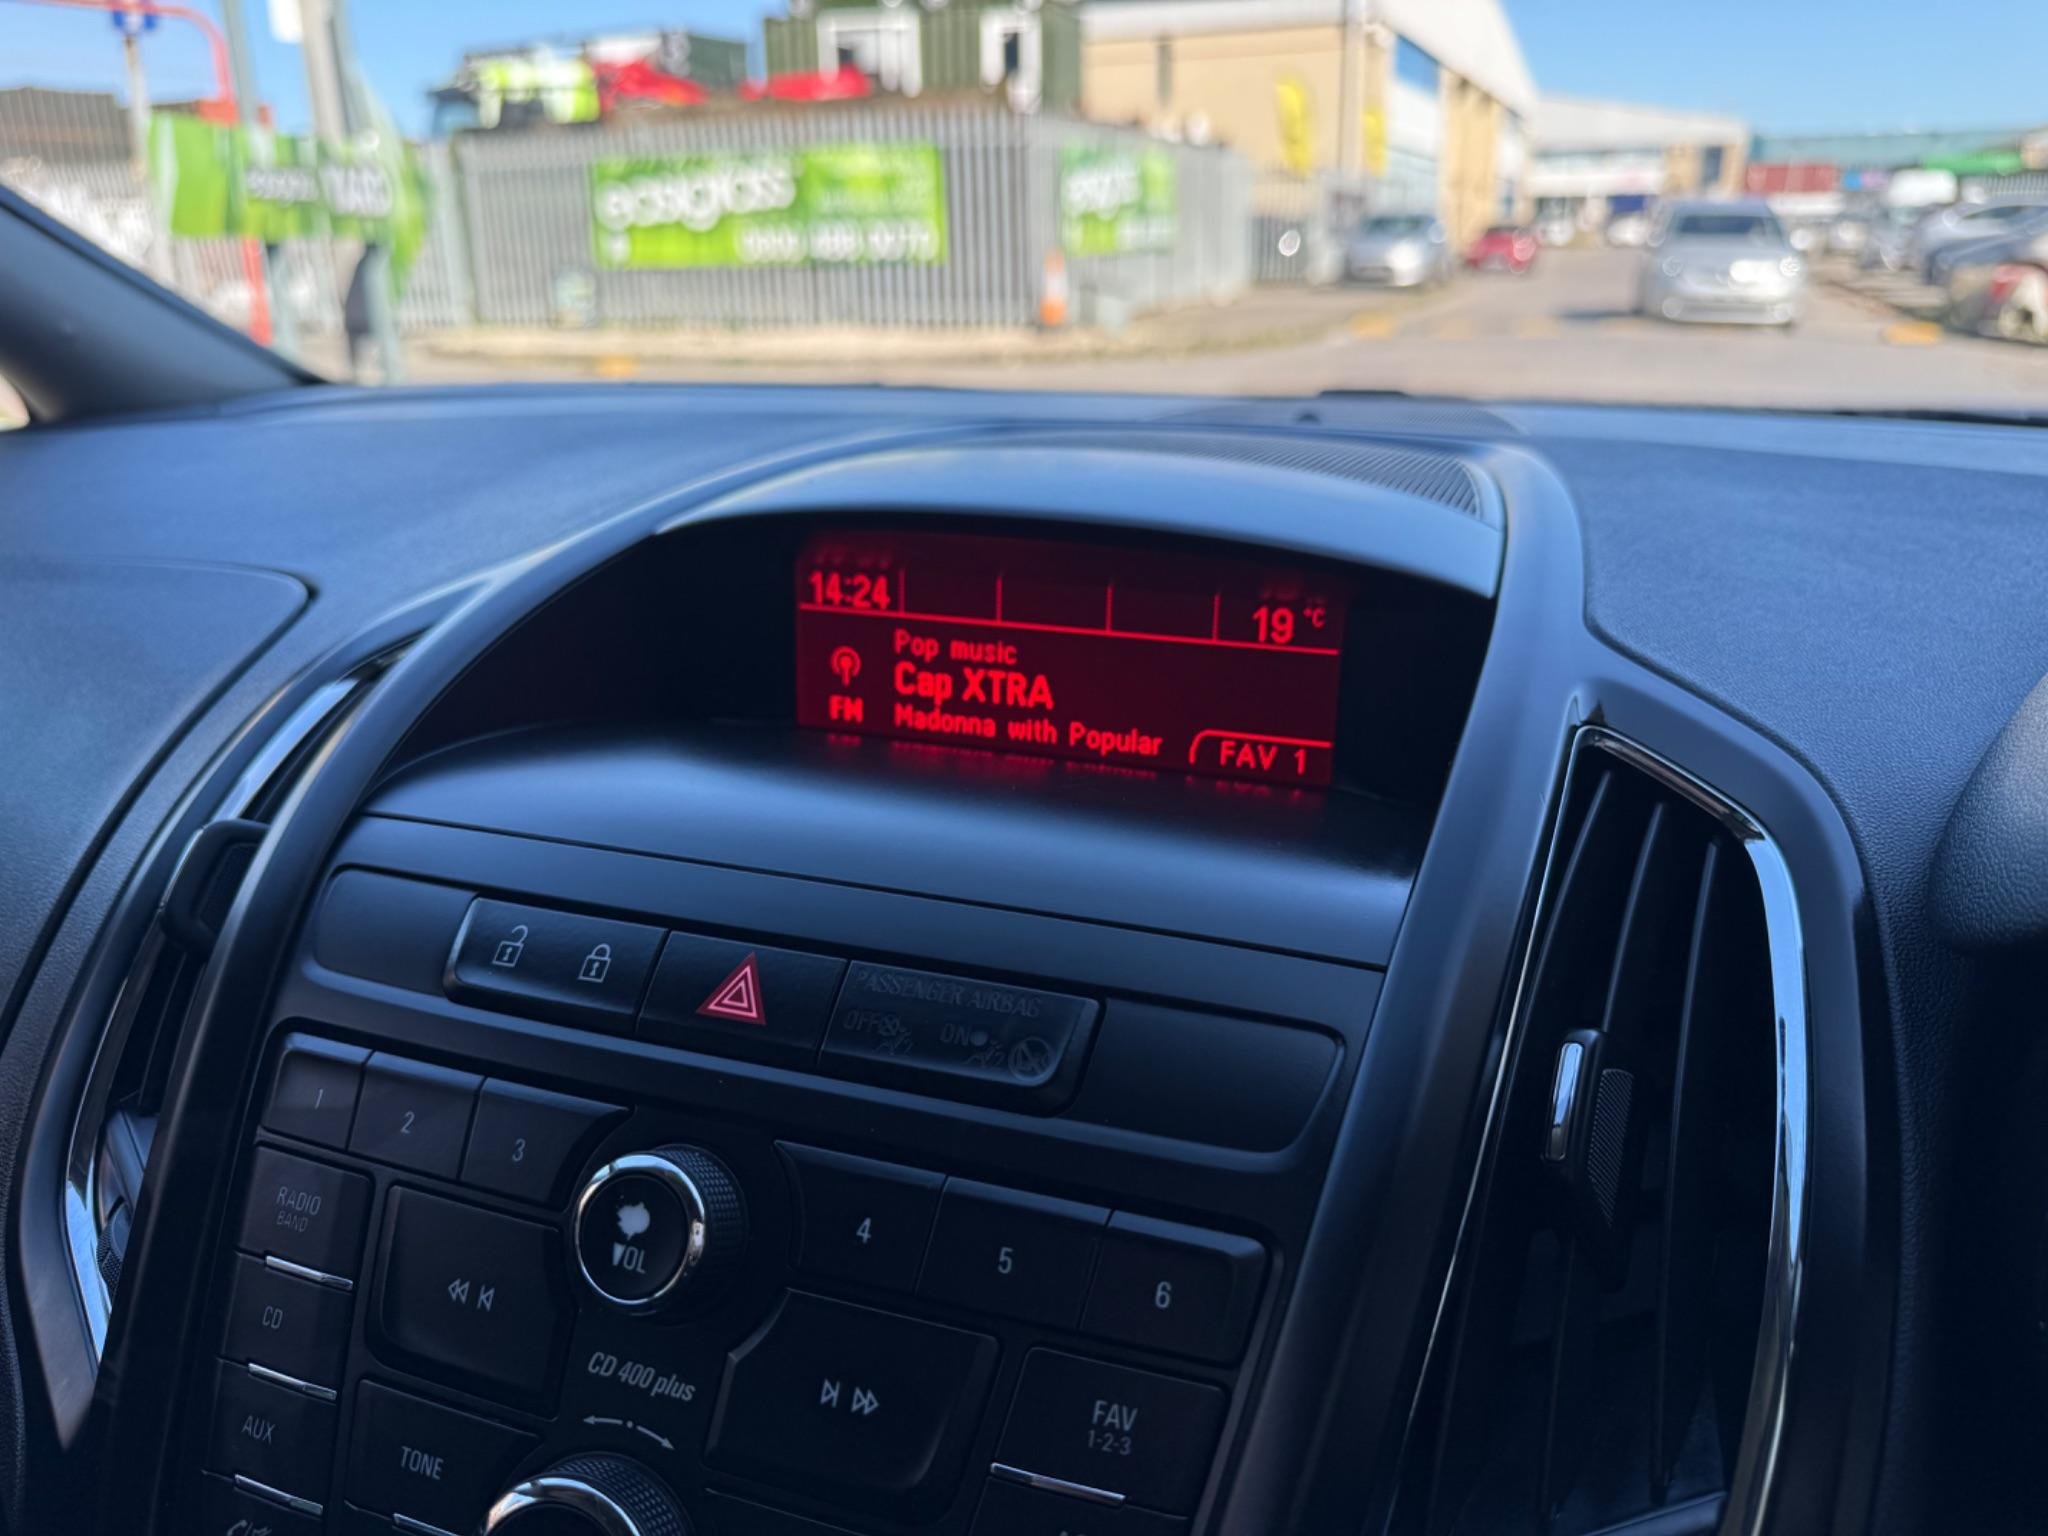 14:24
19 °C
Pop music
Cap XTRA
FM
Madonna with Popular
FAV 1
PASSENGER AIRBAG
OFF
ON
1
2
3
4
5
6
RADIO
BAND
VOL
CD
CD 400 plus
AUX
TONE
FAV
1-2-3